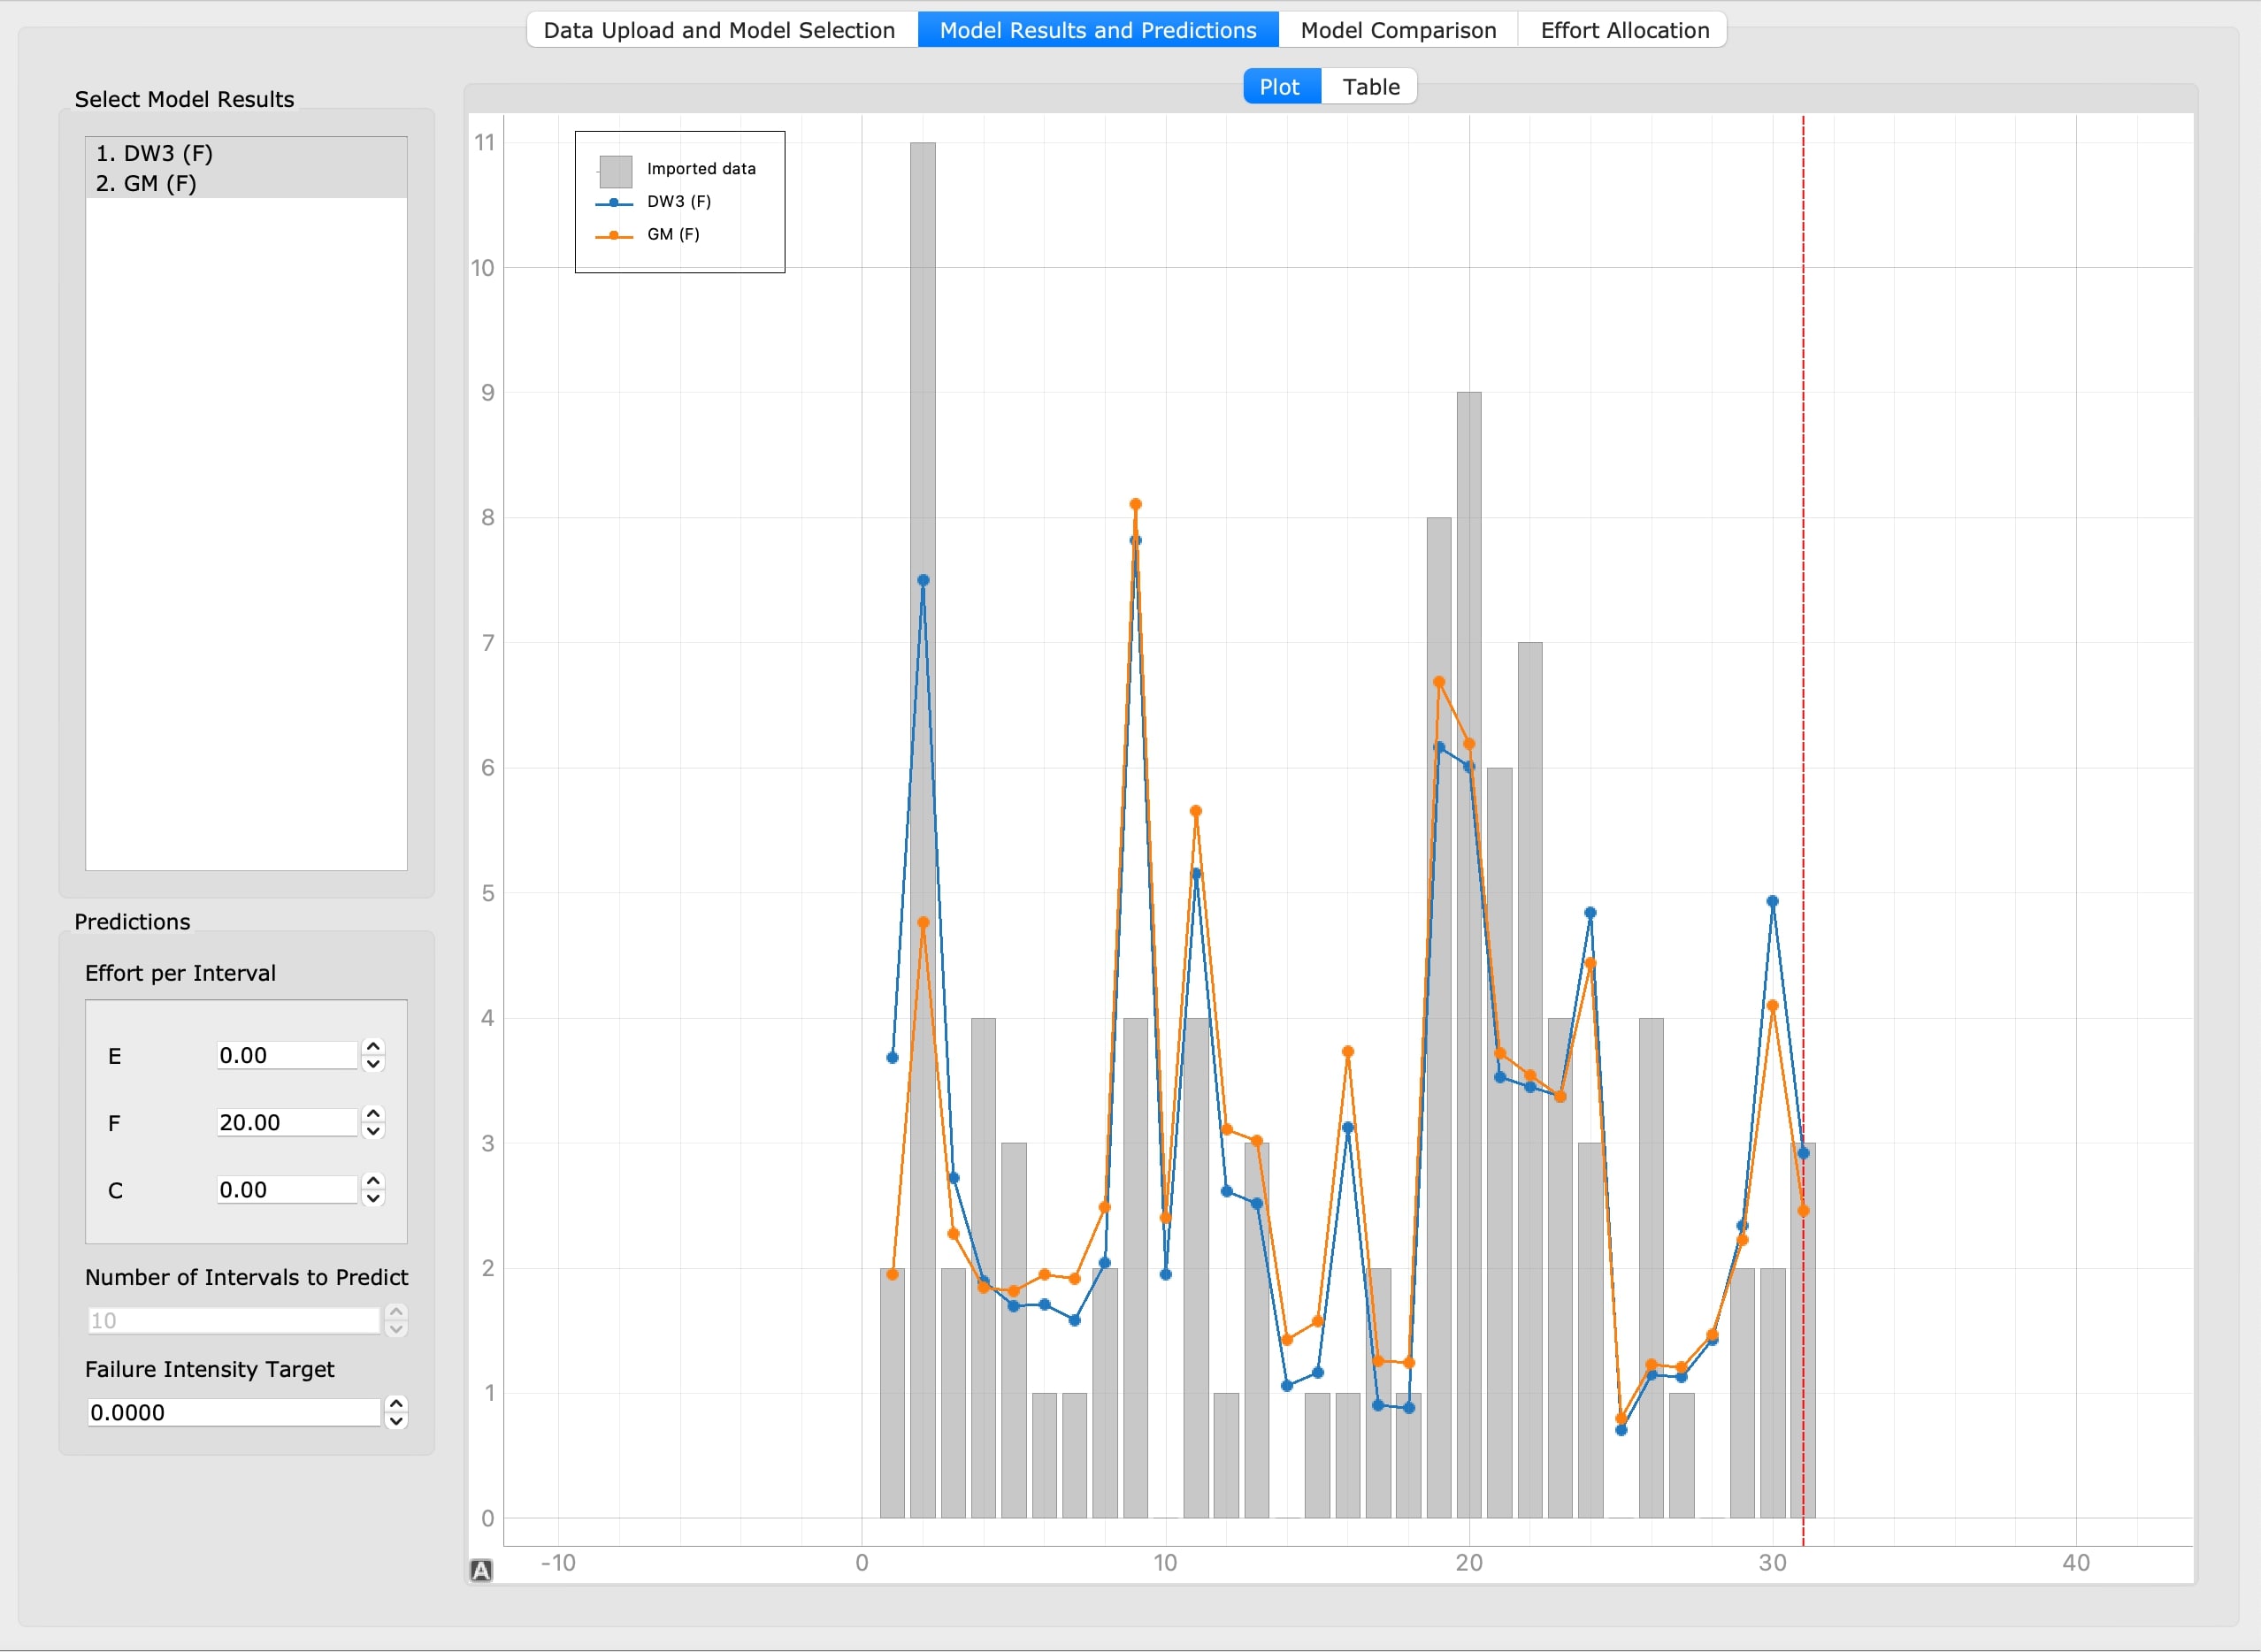 Data Upload and Model Selection
Model Results and Predictions
Model Comparison
Effort Allocation
Select Model Results
1. DW3 (F)
2. GM (F)
Predictions
Effort per Interval
E 0.00
F 20.00
C 0.00
Number of Intervals to Predict
10
Failure Intensity Target
0.0000
Plot
Table
Imported data
DW3 (F)
GM (F)
11
10
9
8
7
6
5
4
3
2
1
0
-10 0 10 20 30 40
A